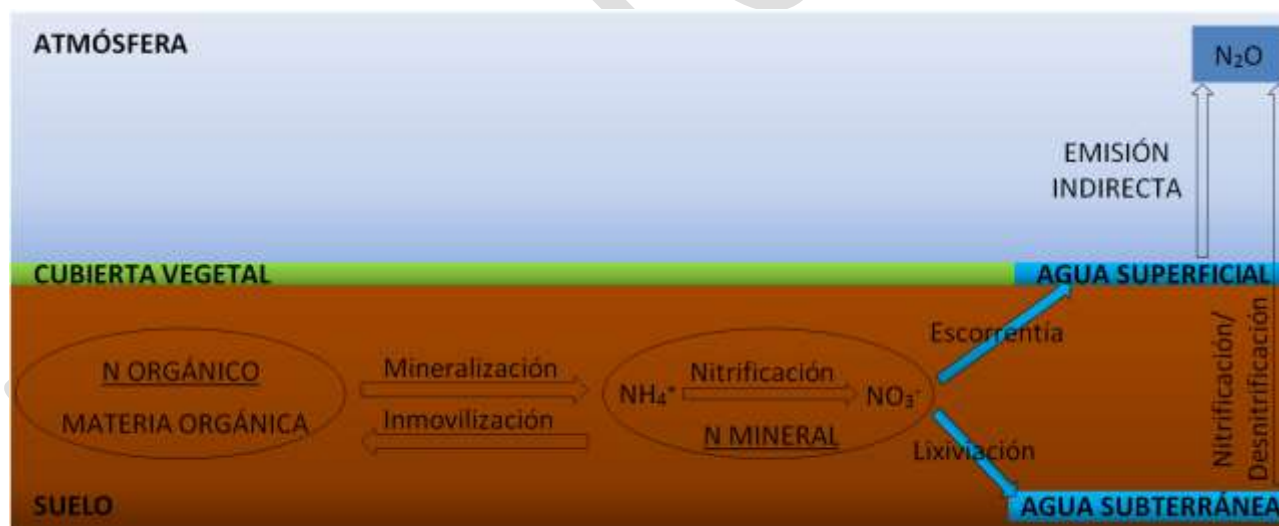 ATMÓSFERA
N₂O
EMISIÓN
INDIRECTA
CUBIERTA VEGETAL
AGUA SUPERFICIAL
Escorrentía
N ORGÁNICO
MATERIA ORGÁNICA
Mineralización
Inmovilización
NH₄⁺
Nitrificación
NO₃⁻
N MINERAL
Lixiviación
Nitrificación/
Desnitrificación
SUELO
AGUA SUBTERRÁNEA